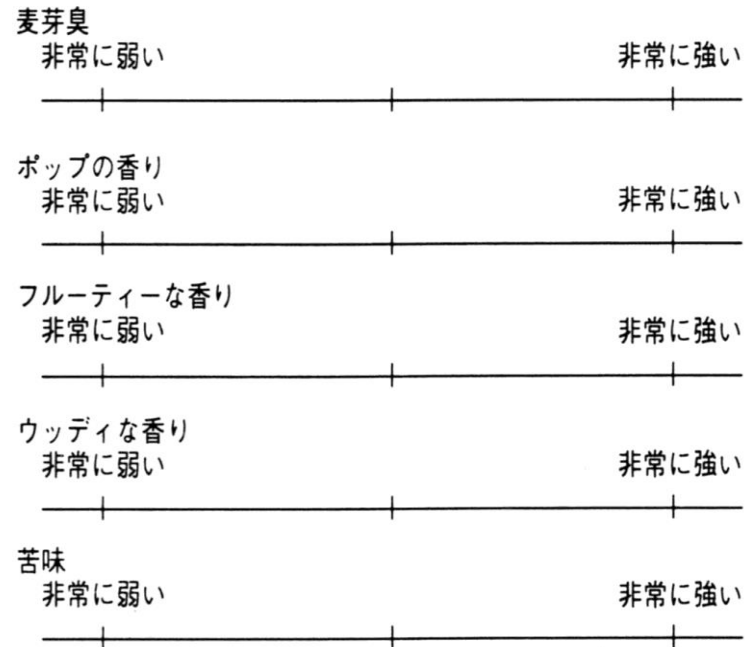 麦芽臭
非常に弱い 非常に強い
ポップの香り
非常に弱い 非常に強い
フルーティーな香り
非常に弱い 非常に強い
ウッディな香り
非常に弱い 非常に強い
苦味
非常に弱い 非常に強い